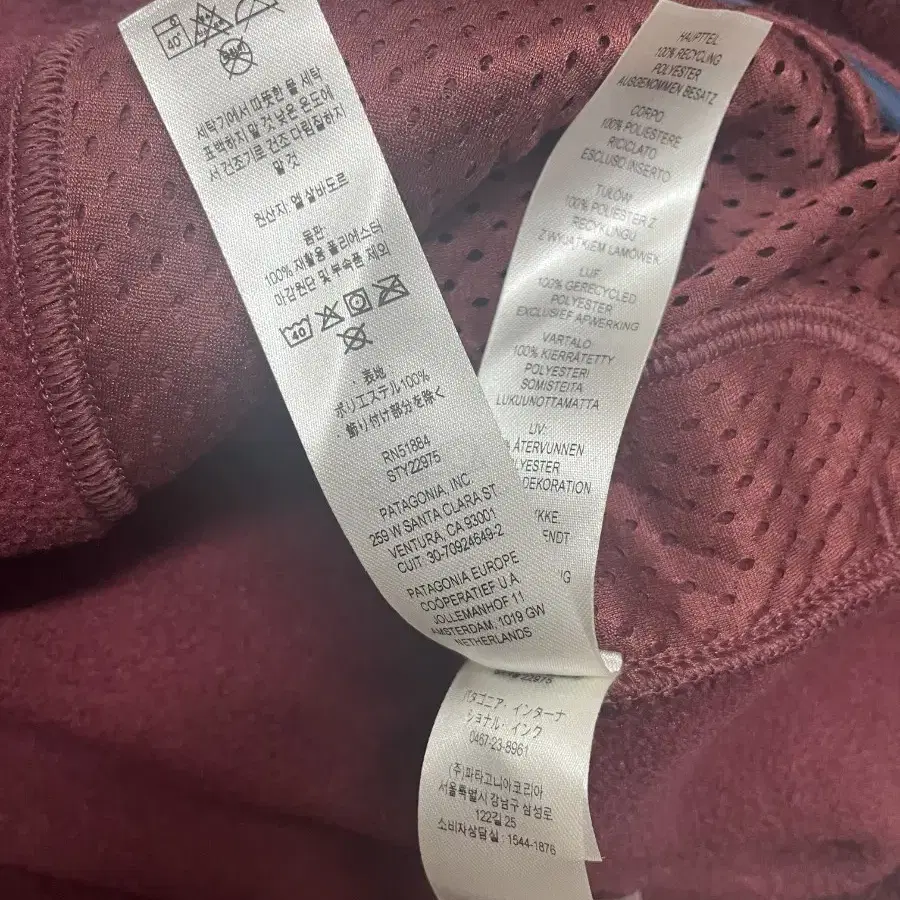 40°
40
세탁기에서 따뜻한 물 세탁
표백하지 말 것 낮은 온도에
서 건조기로 건조 다림질하지
말 것
원산지: 엘살바도르
몸판:
100% 재활용 폴리에스터
마감원단 및 부속품 제외
40
・表地
ポリエステル100%
・飾り付け部分を除く
RN51884
STY22975
PATAGONIA, INC.
259 W SANTA CLARA ST
VENTURA, CA 93001
CUIT: 30-70924649-2
PATAGONIA EUROPE
COÖPERATIEF U.A.
JOLLEMANHOF 11
AMSTERDAM, 1019 GW
NETHERLANDS
HAUPTTEIL
100% RECYCLING
POLYESTER
AUSGENOMMEN BESATZ
CORPO
100% POLIESTERE
RICICLATO
ESCLUSO INSERTO
TUŁÓW:
100% POLIESTER Z
RECYKLINGU
Z WYJĄTKIEM LAMÓWEK
LIJF
100% GERECYCLED
POLYESTER
EXCLUSIEF AFWERKING
VARTALO
100% KIERRÄTETTY
POLYESTERI
SOMISTEITA
LUKUUNOTTAMATTA
LIV:
ÅTERVUNNEN
DEKORATION
22975
パタゴニア・インターナ
ショナル・インク
0467-23-8961
(주)파타고니아코리아
서울특별시 강남구 삼성로
122길 25
소비자상담실 : 1544-1876